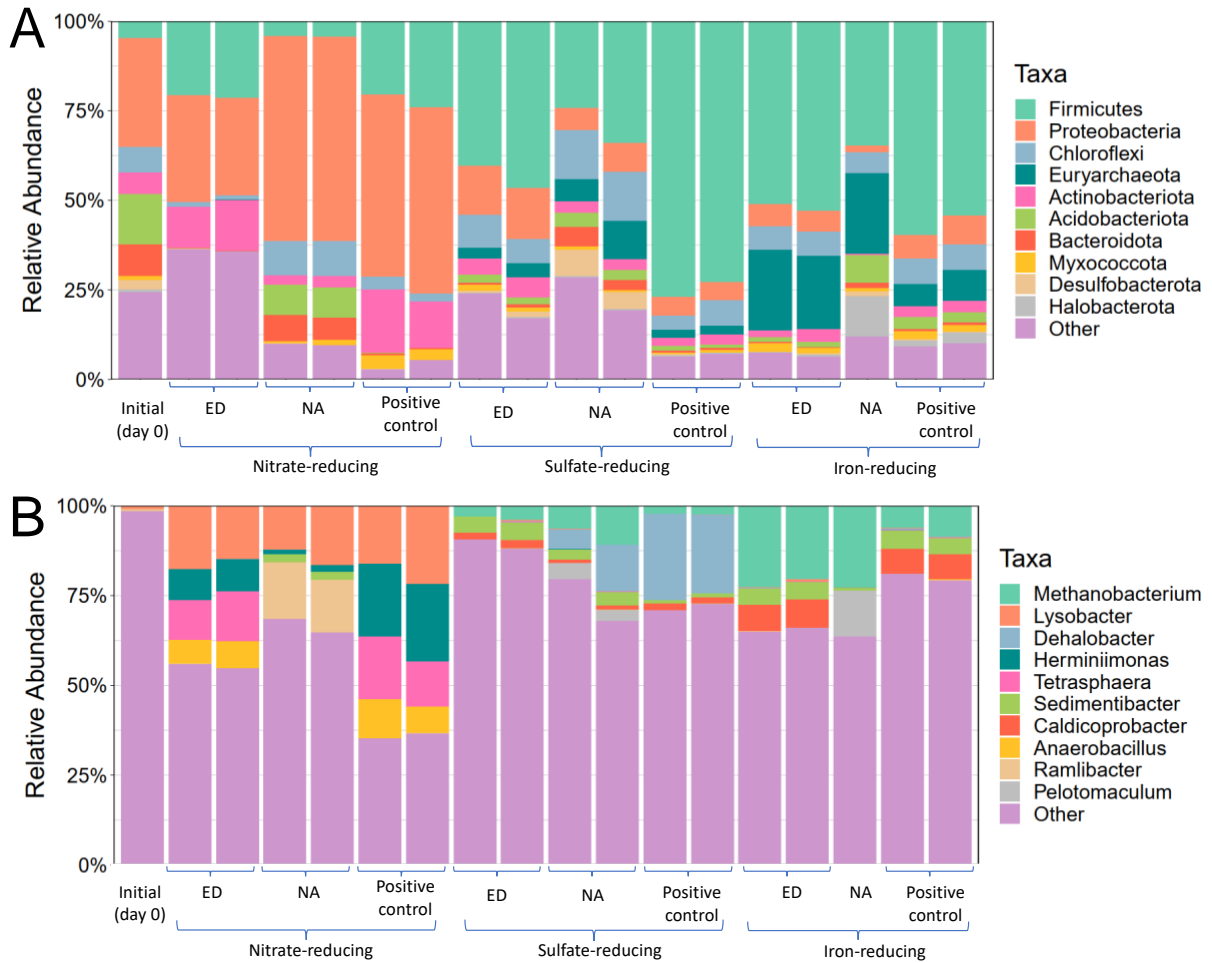 A
Relative Abundance
100%
75%
50%
25%
0%
Initial
(day 0)
ED
NA
Positive
control
ED
NA
Positive
control
ED
NA
Positive
control
Nitrate-reducing
Sulfate-reducing
Iron-reducing
Taxa
Firmicutes
Proteobacteria
Chloroflexi
Euryarchaeota
Actinobacteriota
Acidobacteriota
Bacteroidota
Myxococcota
Desulfobacterota
Halobacterota
Other
B
Relative Abundance
100%
75%
50%
25%
0%
Initial
(day 0)
ED
NA
Positive
control
ED
NA
Positive
control
ED
NA
Positive
control
Nitrate-reducing
Sulfate-reducing
Iron-reducing
Taxa
Methanobacterium
Lysobacter
Dehalobacter
Herminiimonas
Tetrasphaera
Sedimentibacter
Caldicoprobacter
Anaerobacillus
Ramlibacter
Pelotomaculum
Other